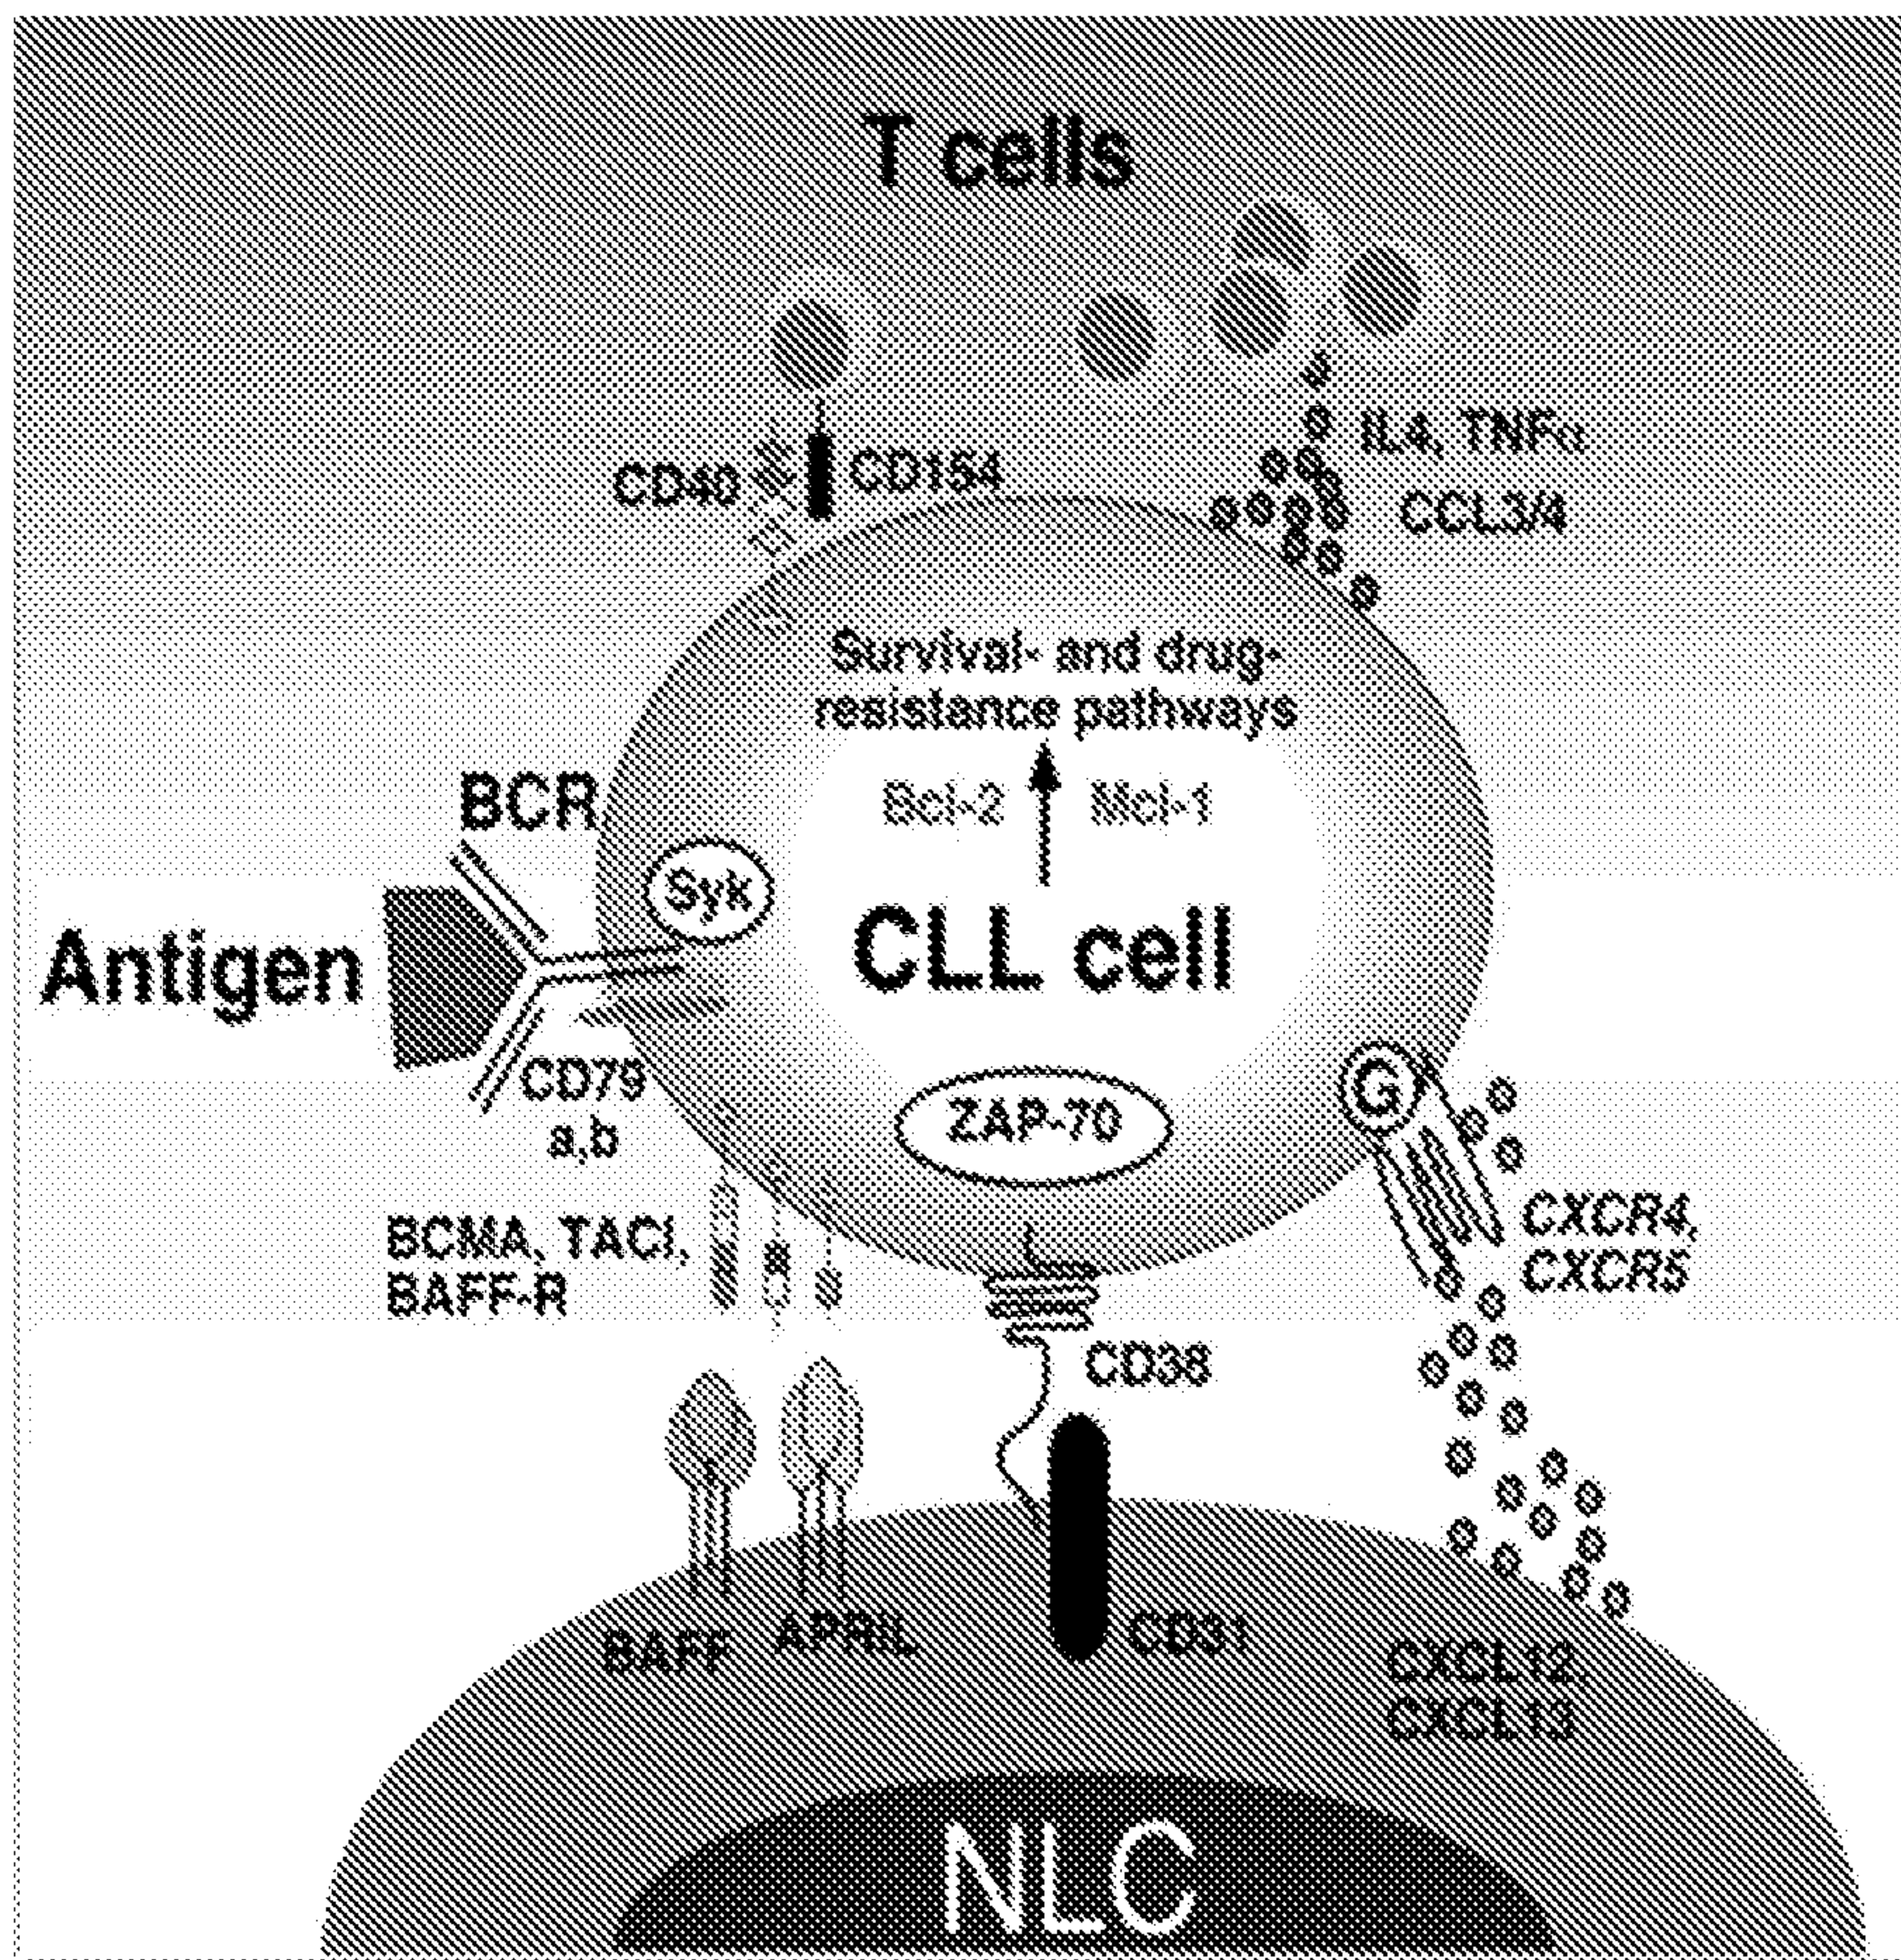 T cells
IL4, TNFα
CD40
CD154
CCL3/4
Survival- and drug-
resistance pathways
Bcl-2
Mcl-1
BCR
Syk
CLL cell
Antigen
CD79
a,b
ZAP-70
G
BCMA, TACI,
BAFF-R
CXCR4,
CXCR5
CD38
BAFF
APRIL
CD31
CXCL12,
CXCL13
NLC